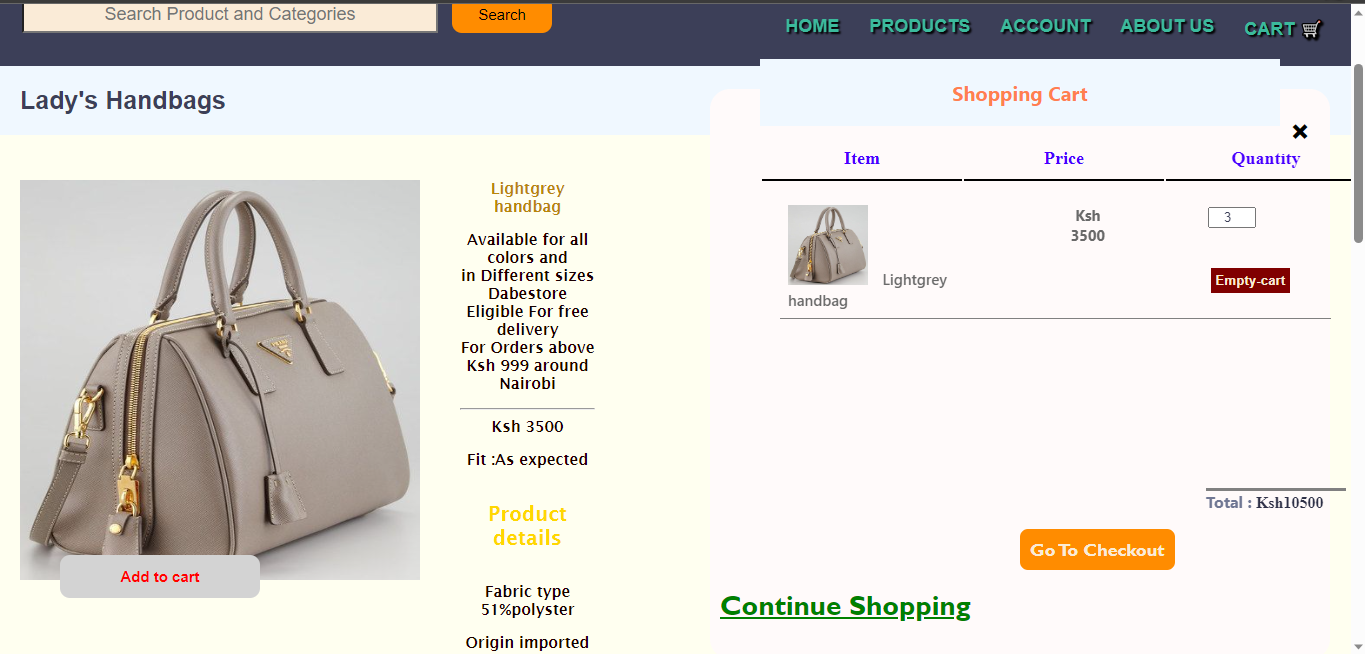 Search Product and Categories
Search
HOME
PRODUCTS
ACCOUNT
ABOUT US
CART
Lady's Handbags
Lightgrey
handbag
Available for all
colors and
in Different sizes
Dabestore
Eligible For free
delivery
For Orders above
Ksh 999 around
Nairobi
Ksh 3500
Fit :As expected
Product
details
Fabric type
51%polyster
Origin imported
Add to cart
Shopping Cart
×
Item
Price
Quantity
Lightgrey
handbag
Ksh
3500
3
Empty-cart
Total : Ksh10500
Go To Checkout
Continue Shopping